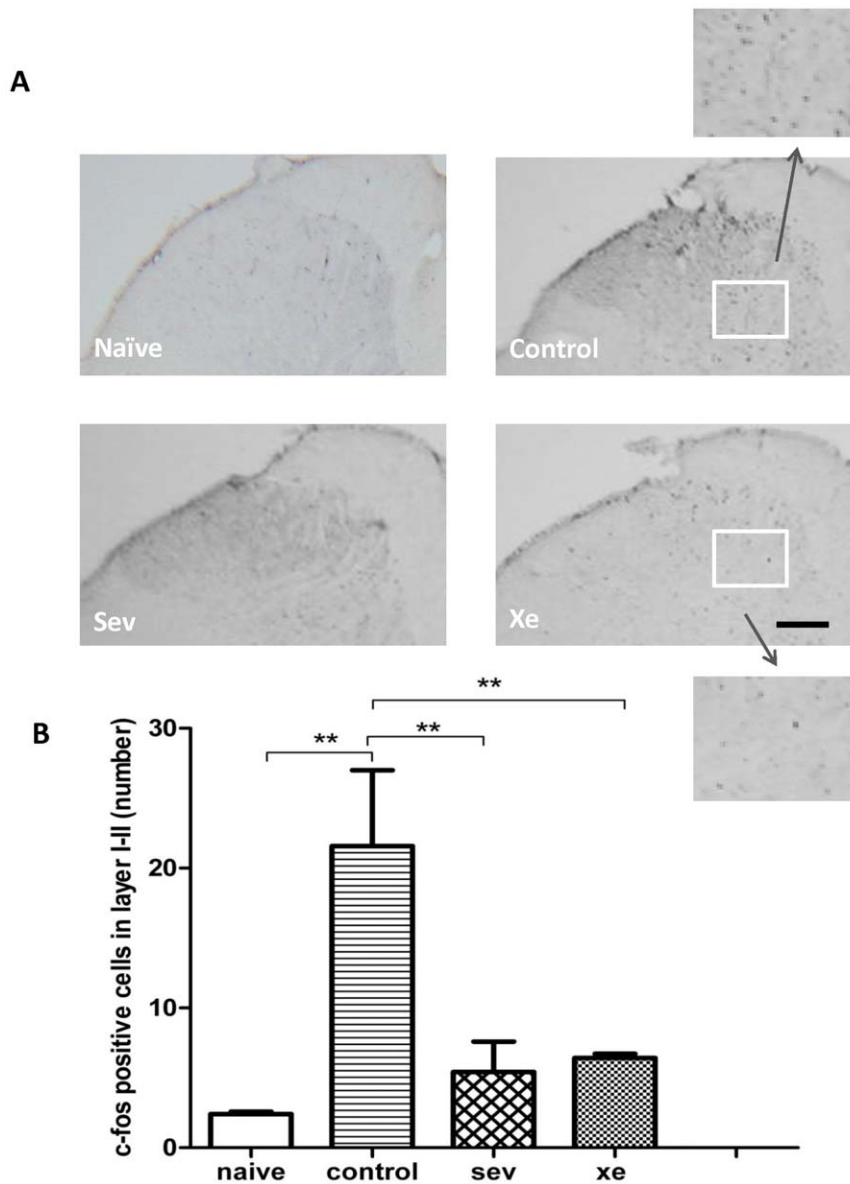 A
Naïve
Control
Sev
Xe
B
c-fos positive cells in layer I-II (number)
**
**
**
30
20
10
0
naive
control
sev
xe